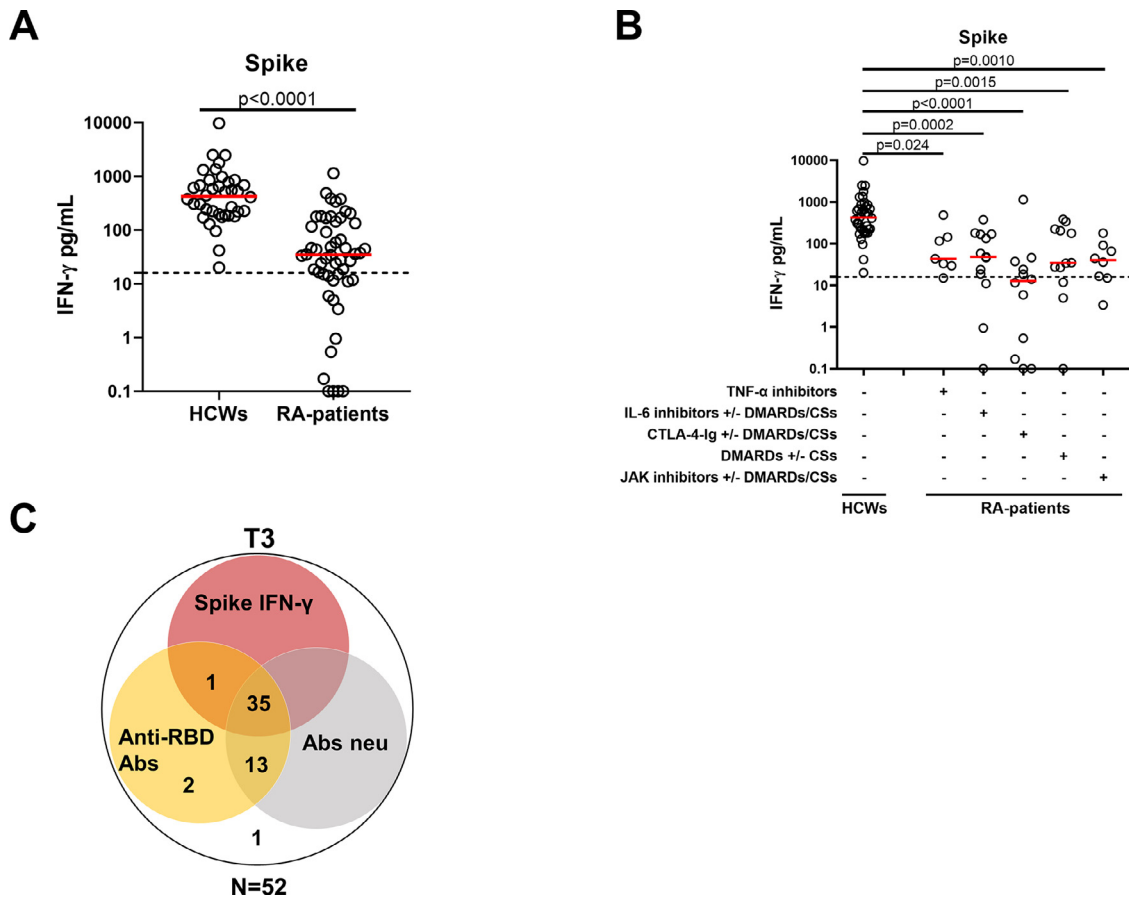 A
Spike
p<0.0001
IFN-γ pg/mL
10000
1000
100
10
1
0.1
HCWs
RA-patients
B
Spike
p=0.0010
p=0.0015
p<0.0001
p=0.0002
p=0.024
IFN-γ pg/mL
10000
1000
100
10
1
0.1
TNF-α inhibitors - + - - - -
IL-6 inhibitors +/- DMARDs/CSs - - + - - -
CTLA-4-Ig +/- DMARDs/CSs - - - + - -
DMARDs +/- CSs - - - - + -
JAK inhibitors +/- DMARDs/CSs - - - - - +
HCWs RA-patients
C
T3
Spike IFN-γ
1
35
Anti-RBD
Abs
Abs neu
13
2
1
N=52